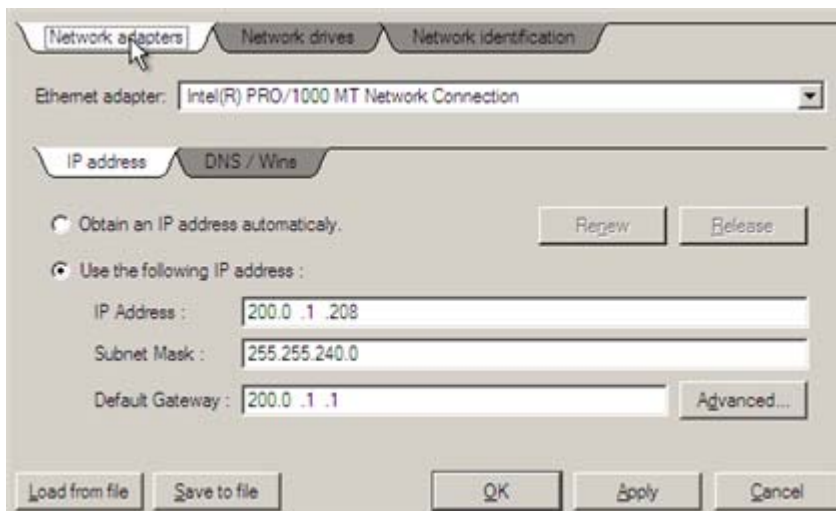 Network adapters Network drives Network identification
Ethernet adapter: Intel(R) PRO/1000 MT Network Connection
IP address DNS / Wins
Obtain an IP address automaticaly. Renew Release
Use the following IP address :
IP Address : 200.0 .1 .208
Subnet Mask : 255.255.240.0
Default Gateway : 200.0 .1 .1 Advanced...
Load from file Save to file OK Apply Cancel